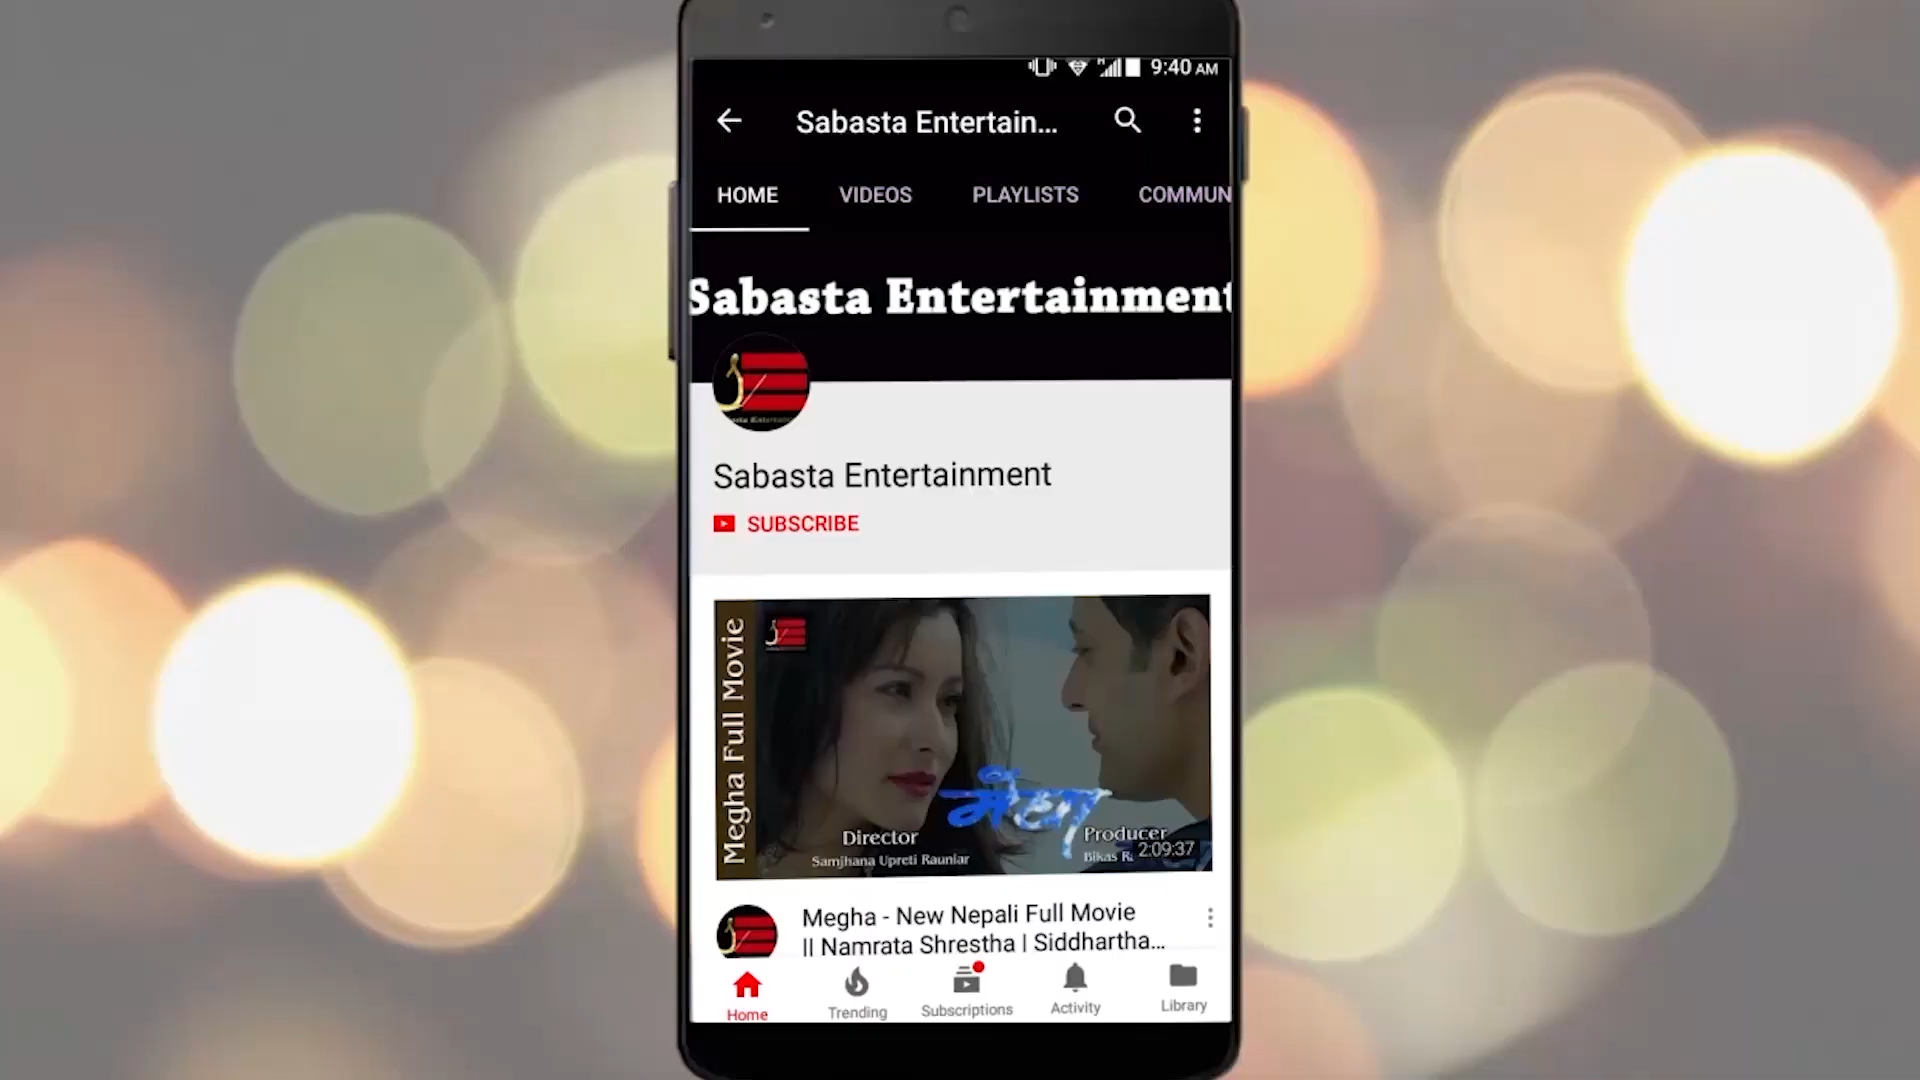 9:40 AM
Sabasta Entertain...
HOME VIDEOS PLAYLISTS COMMUN
Sabasta Entertainment
Sabasta Entertainment
SUBSCRIBE
Megha Full Movie
मेघा
Director
Samjhana Upreti Rauniar
Producer
Bikas
2:09:37
Megha - New Nepali Full Movie
|| Namrata Shrestha | Siddhartha...
Home Trending Subscriptions Activity Library